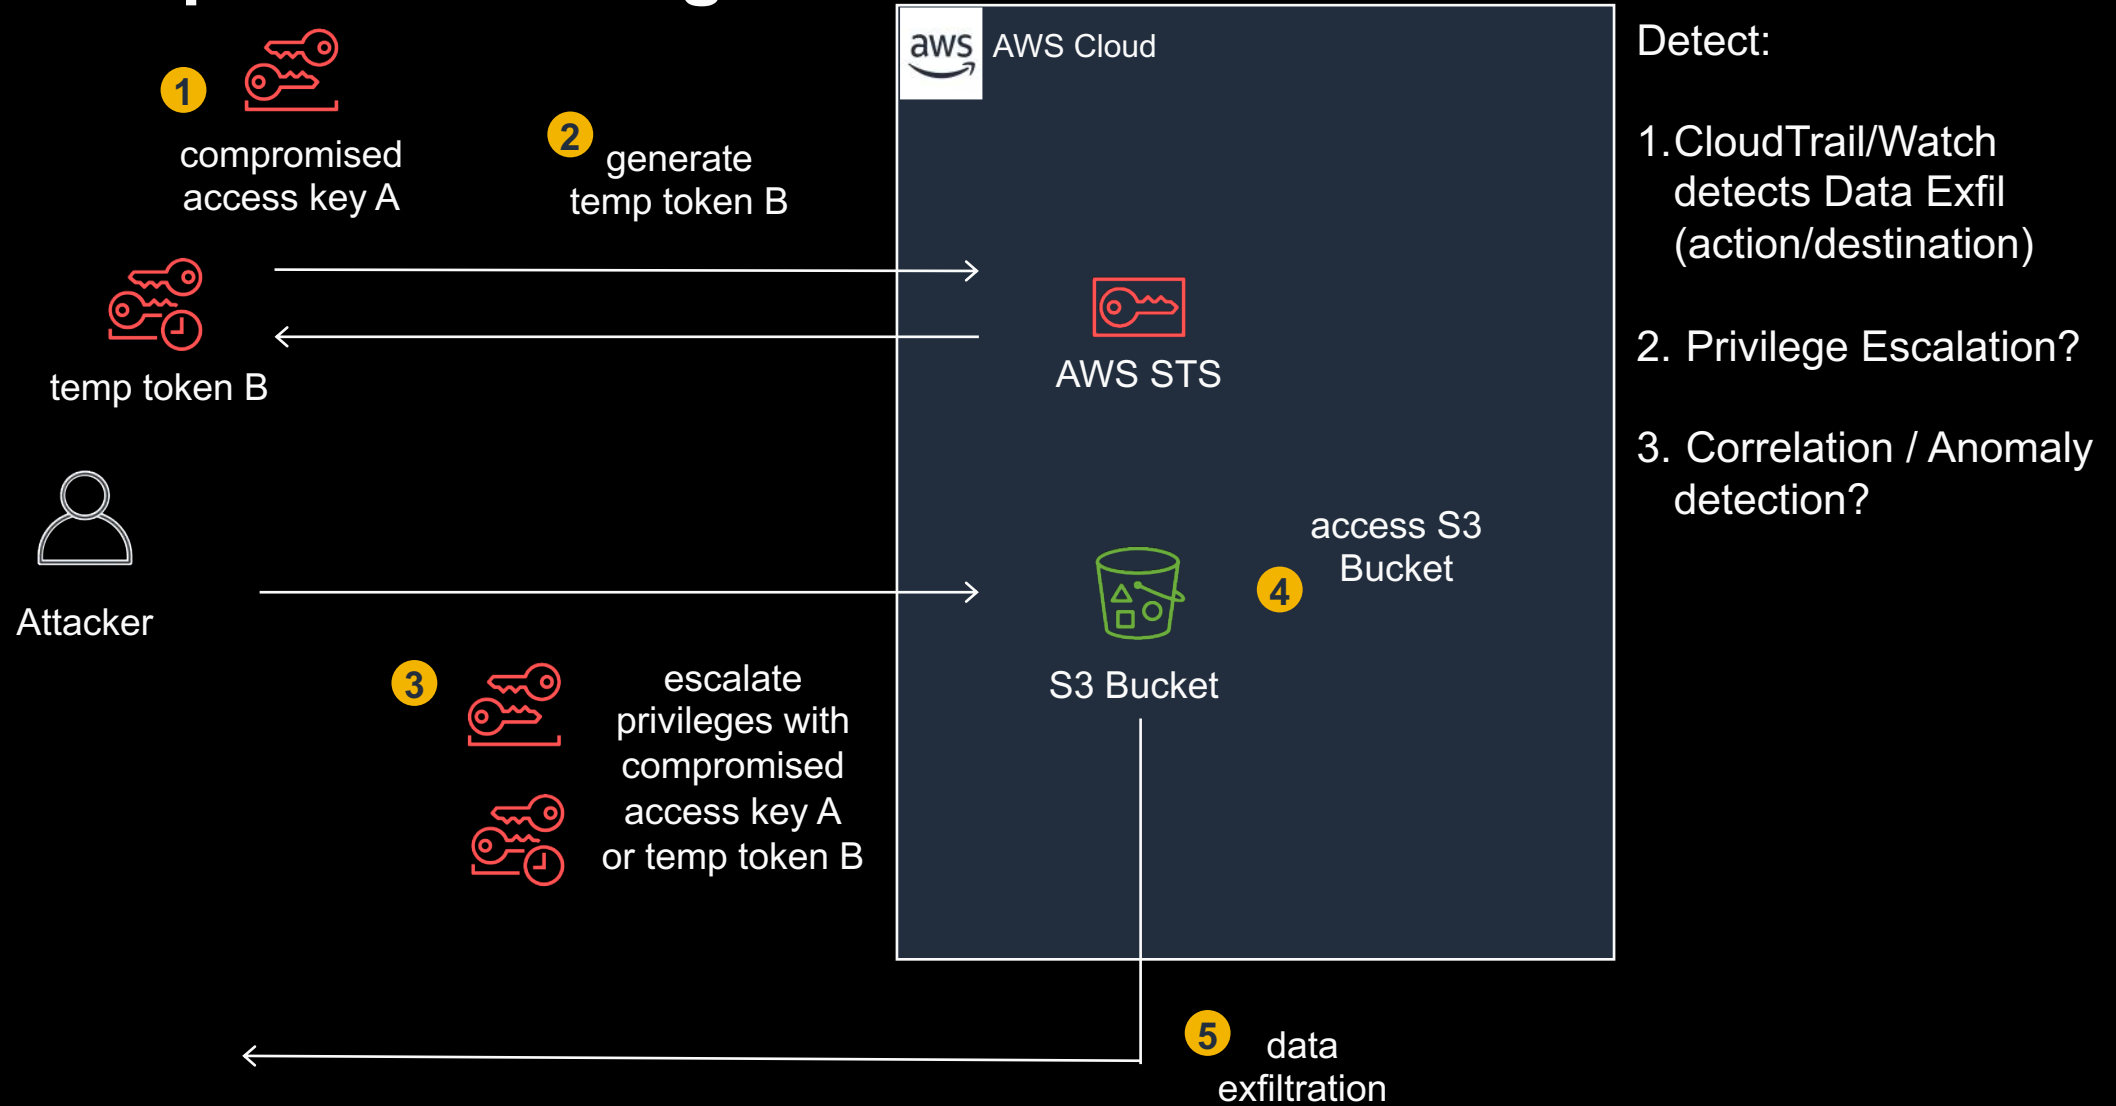 1
compromised
access key A
2
generate
temp token B
temp token B
Attacker
3
escalate
privileges with
compromised
access key A
or temp token B
aws
AWS Cloud
AWS STS
access S3
Bucket
4
S3 Bucket
5
data
exfiltration
Detect:
1.CloudTrail/Watch
detects Data Exfil
(action/destination)
2. Privilege Escalation?
3. Correlation / Anomaly
detection?